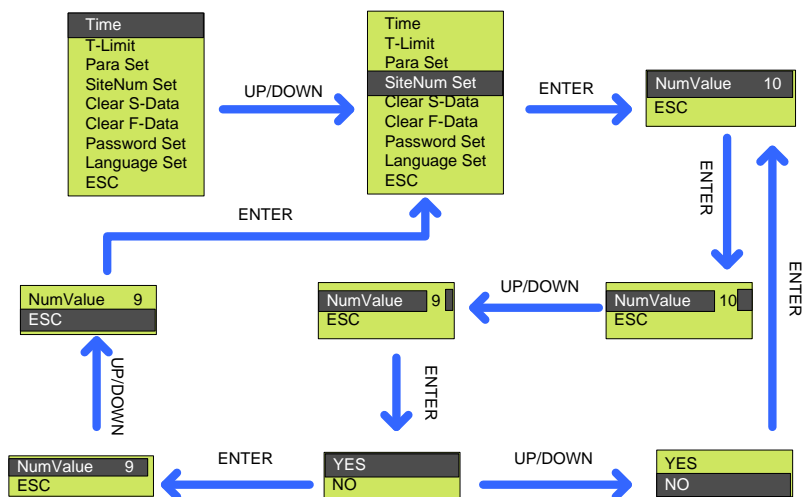 Time
T-Limit
Para Set
SiteNum Set
Clear S-Data
Clear F-Data
Password Set
Language Set
ESC
UP/DOWN
Time
T-Limit
Para Set
SiteNum Set
Clear S-Data
Clear F-Data
Password Set
Language Set
ESC
ENTER
NumValue 10
ESC
ENTER
ENTER
ENTER
NumValue 9
ESC
NumValue 9
ESC
UP/DOWN
NumValue 10
ESC
UP/DOWN
ENTER
NumValue 9
ESC
ENTER
YES
NO
UP/DOWN
YES
NO